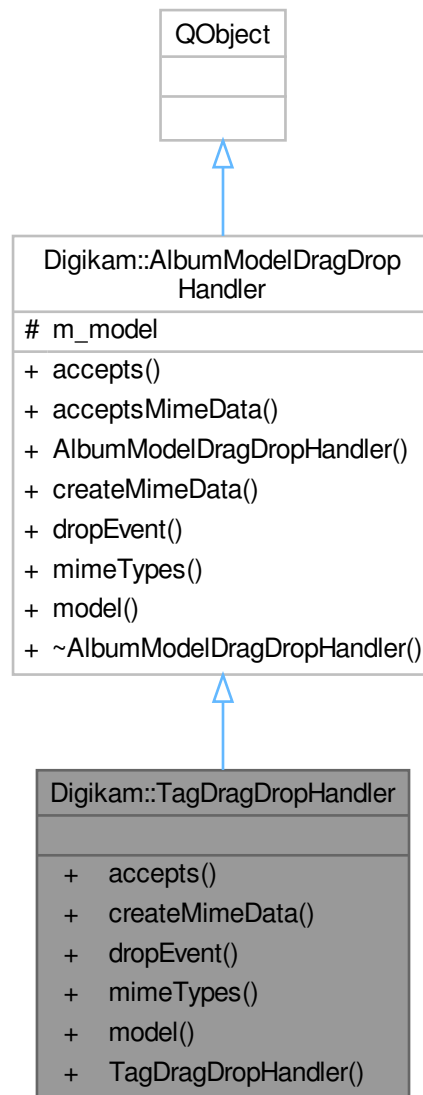 QObject
Digikam::AlbumModelDragDrop
Handler
# m_model
+ accepts()
+ acceptsMimeData()
+ AlbumModelDragDropHandler()
+ createMimeData()
+ dropEvent()
+ mimeTypes()
+ model()
+ ~AlbumModelDragDropHandler()
Digikam::TagDragDropHandler
+ accepts()
+ createMimeData()
+ dropEvent()
+ mimeTypes()
+ model()
+ TagDragDropHandler()